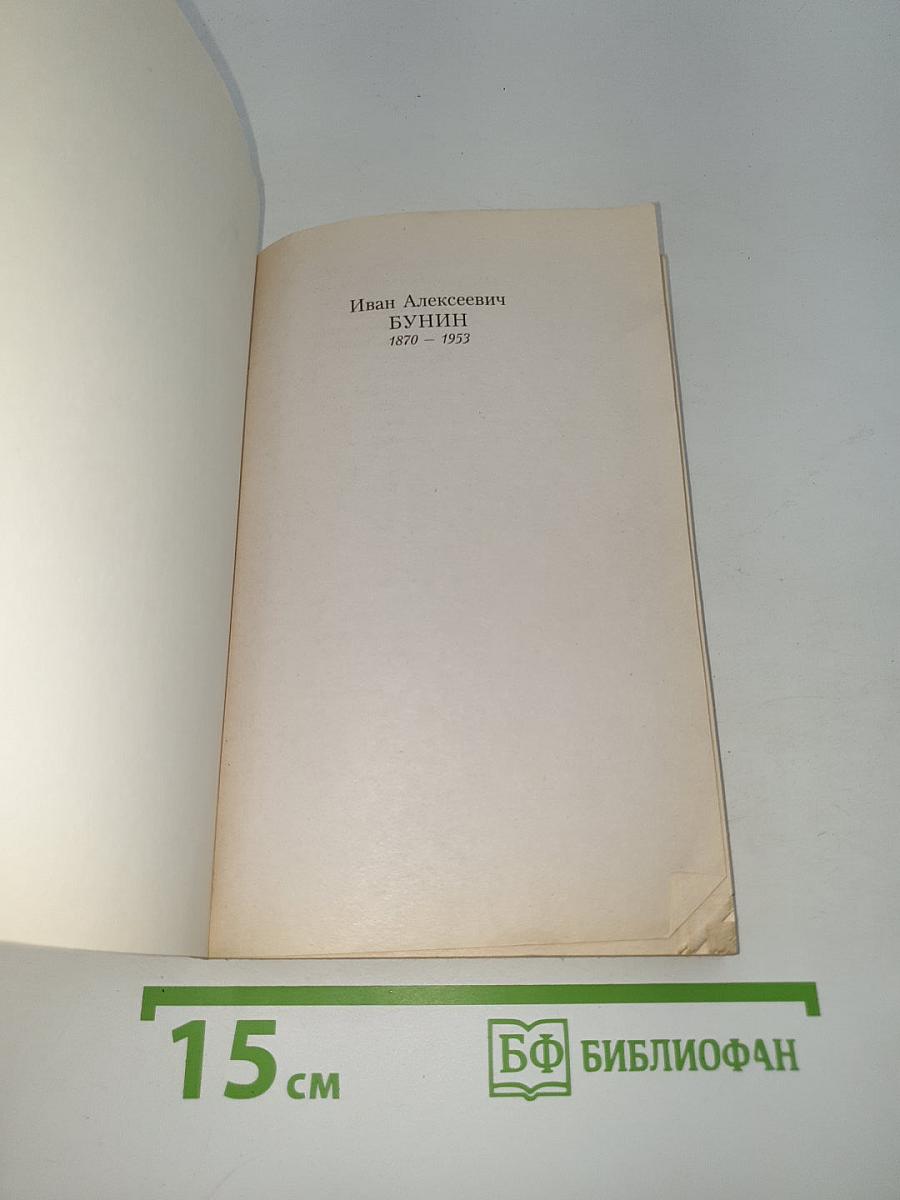 Иван Алексеевич
БУНИН
1870 — 1953
15 см
БФ БИБЛИОФАН